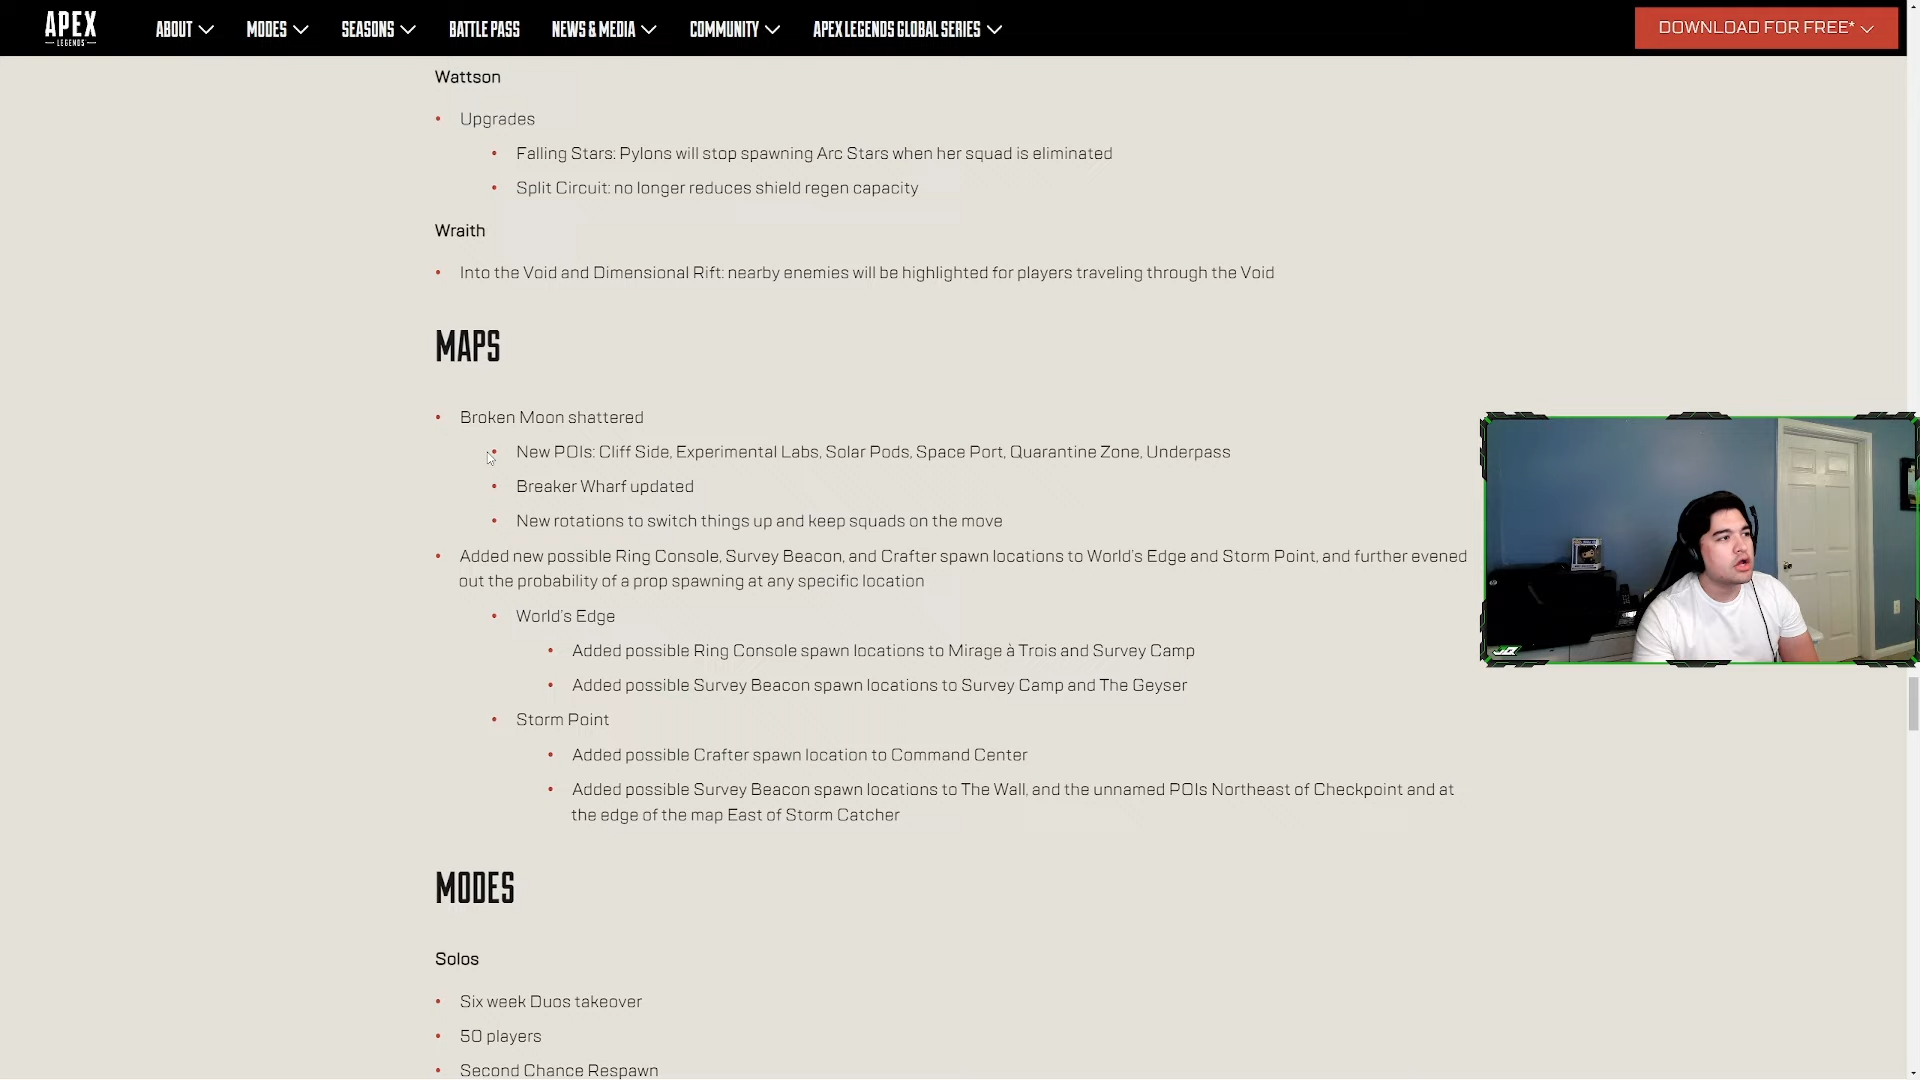 APEX
LEGENDS
ABOUT
MODES
SEASONS
BATTLE PASS
NEWS & MEDIA
COMMUNITY
APEX LEGENDS GLOBAL SERIES
DOWNLOAD FOR FREE*
Wattson
Upgrades
Falling Stars: Pylons will stop spawning Arc Stars when her squad is eliminated
Split Circuit: no longer reduces shield regen capacity
Wraith
Into the Void and Dimensional Rift: nearby enemies will be highlighted for players traveling through the Void
MAPS
Broken Moon shattered
New POIs: Cliff Side, Experimental Labs, Solar Pods, Space Port, Quarantine Zone, Underpass
Breaker Wharf updated
New rotations to switch things up and keep squads on the move
Added new possible Ring Console, Survey Beacon, and Crafter spawn locations to World's Edge and Storm Point, and further evened
out the probability of a prop spawning at any specific location
World's Edge
Added possible Ring Console spawn locations to Mirage à Trois and Survey Camp
Added possible Survey Beacon spawn locations to Survey Camp and The Geyser
Storm Point
Added possible Crafter spawn location to Command Center
Added possible Survey Beacon spawn locations to The Wall, and the unnamed POIs Northeast of Checkpoint and at
the edge of the map East of Storm Catcher
MODES
Solos
Six week Duos takeover
50 players
Second Chance Respawn